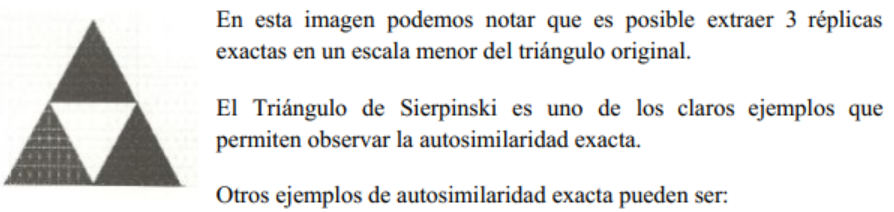 En esta imagen podemos notar que es posible extraer 3 réplicas
exactas en un escala menor del triángulo original.
El Triángulo de Sierpinski es uno de los claros ejemplos que
permiten observar la autosimilaridad exacta.
Otros ejemplos de autosimilaridad exacta pueden ser: